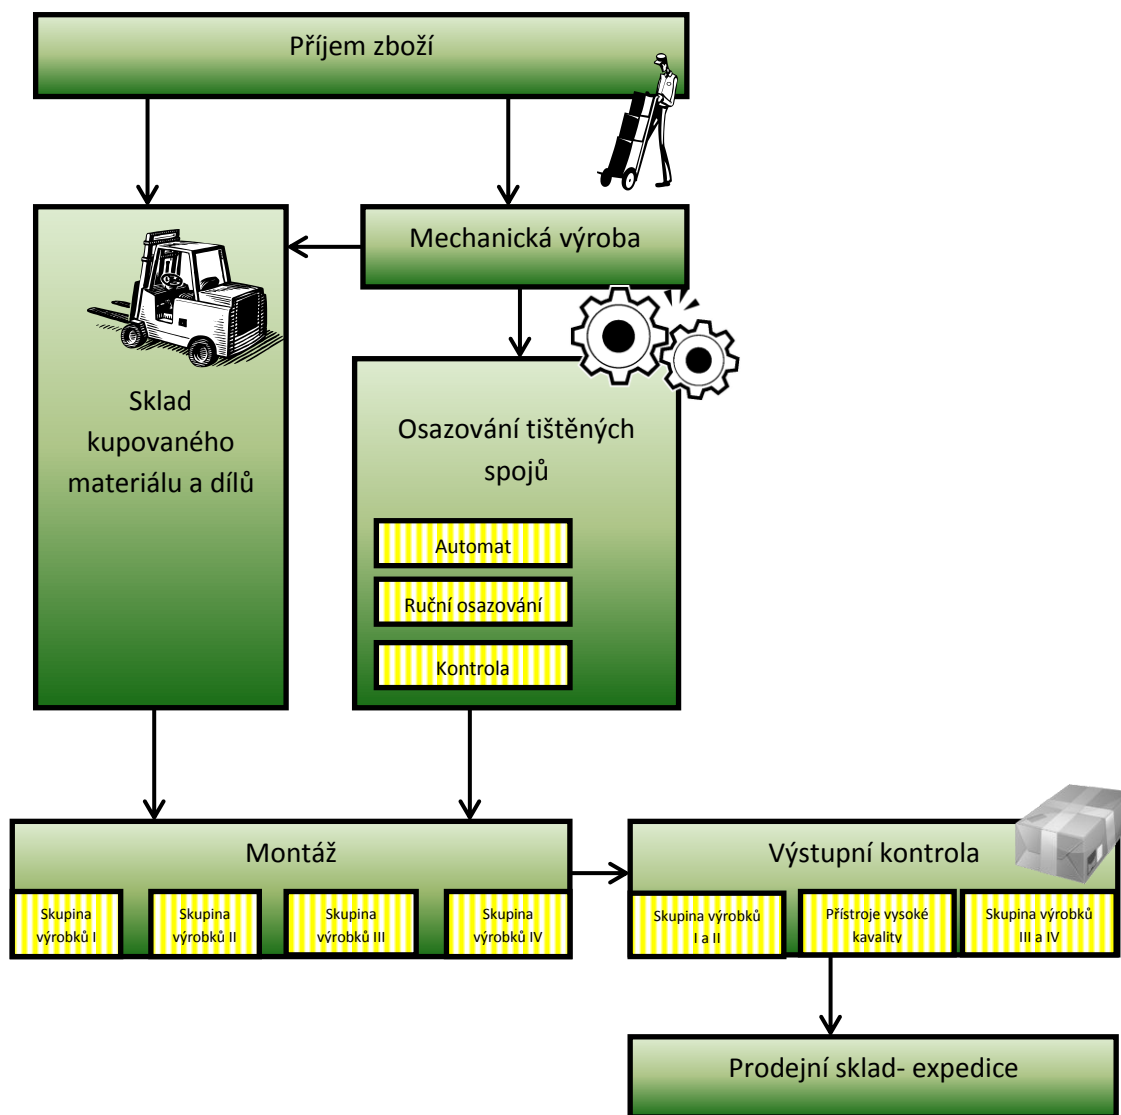 Příjem zboží
Mechanická výroba
Sklad
kupovaného
materiálu a dílů
Osazování tištěných
spojů
Automat
Ruční osazování
Kontrola
Montáž
Skupina
výrobků I
Skupina
výrobků II
Skupina
výrobků III
Skupina
výrobků IV
Výstupní kontrola
Skupina výrobků
I a II
Přístroje vysoké
kavality
Skupina výrobků
III a IV
Prodejní sklad- expedice